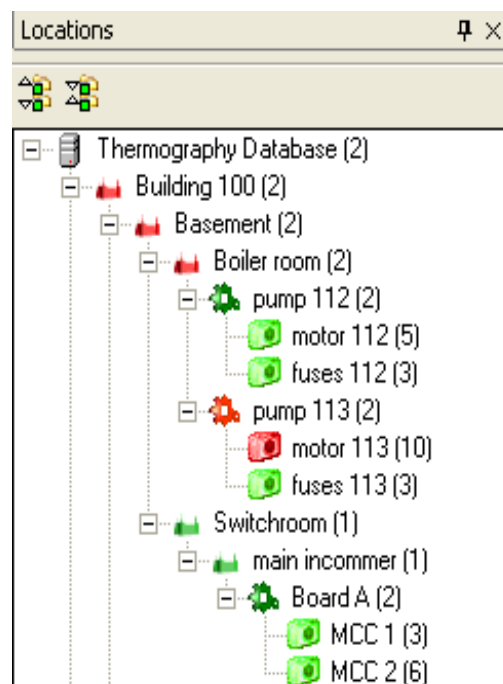 Locations
Thermography Database (2)
Building 100 (2)
Basement (2)
Boiler room (2)
pump 112 (2)
motor 112 (5)
fuses 112 (3)
pump 113 (2)
motor 113 (10)
fuses 113 (3)
Switchroom (1)
main incommer (1)
Board A (2)
MCC 1 (3)
MCC 2 (6)